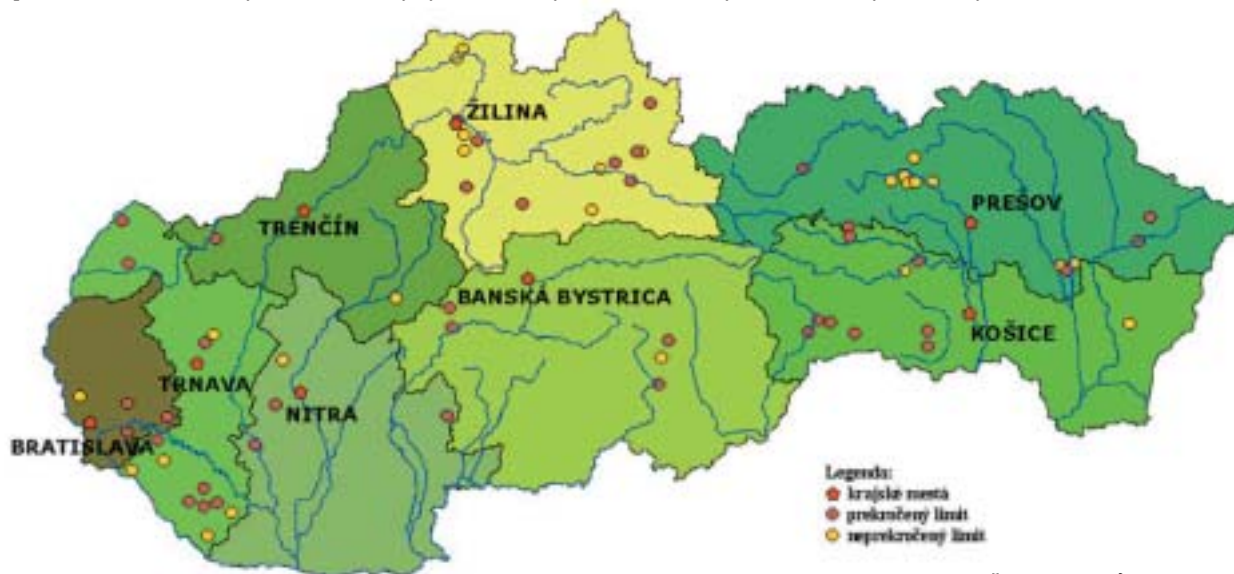 ŽILINA
PREŠOV
TRENČÍN
BANSKÁ BYSTRICA
KOŠICE
TRNAVA
NITRA
BRATISLAVA
Legenda:
krajské mestá
prekročený limit
neprekročený limit